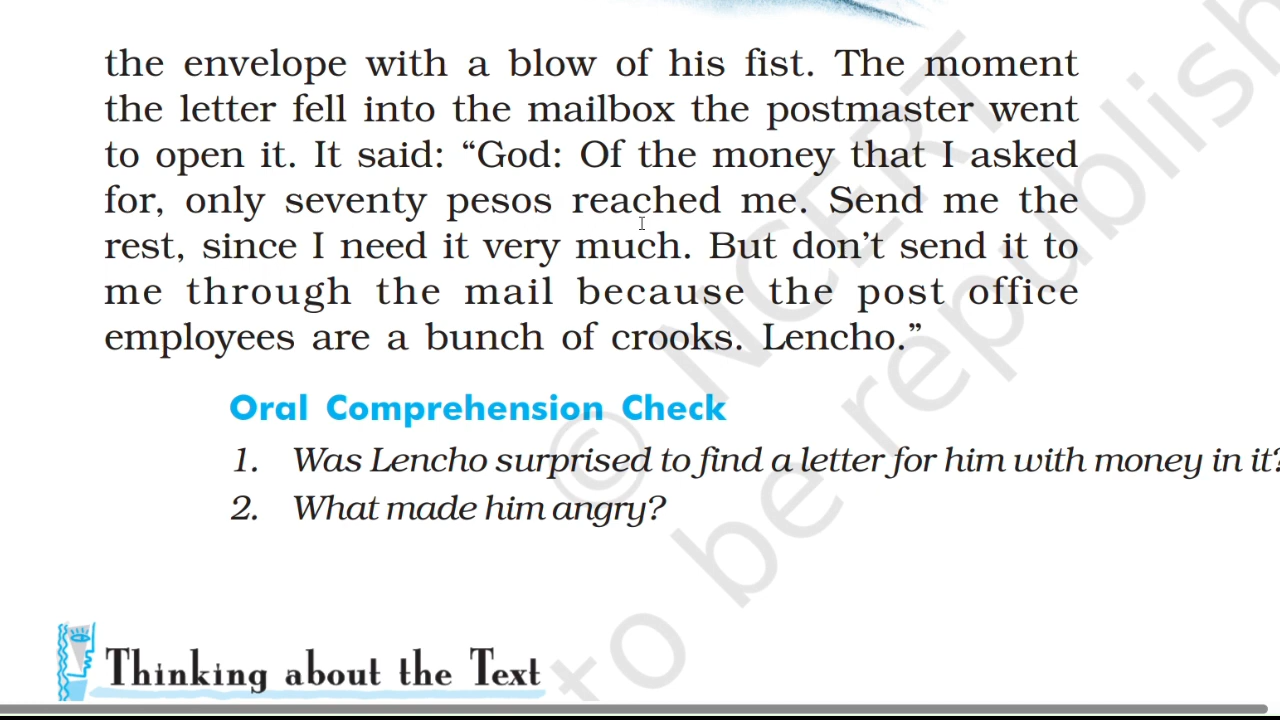 the envelope with a blow of his fist. The moment
the letter fell into the mailbox the postmaster went
to open it. It said: “God: Of the money that I asked
for, only seventy pesos reached me. Send me the
rest, since I need it very much. But don’t send it to
me through the mail because the post office
employees are a bunch of crooks. Lencho.”
Oral Comprehension Check
1. Was Lencho surprised to find a letter for him with money in it?
2. What made him angry?
Thinking about the Text
© NCERT
to be republish